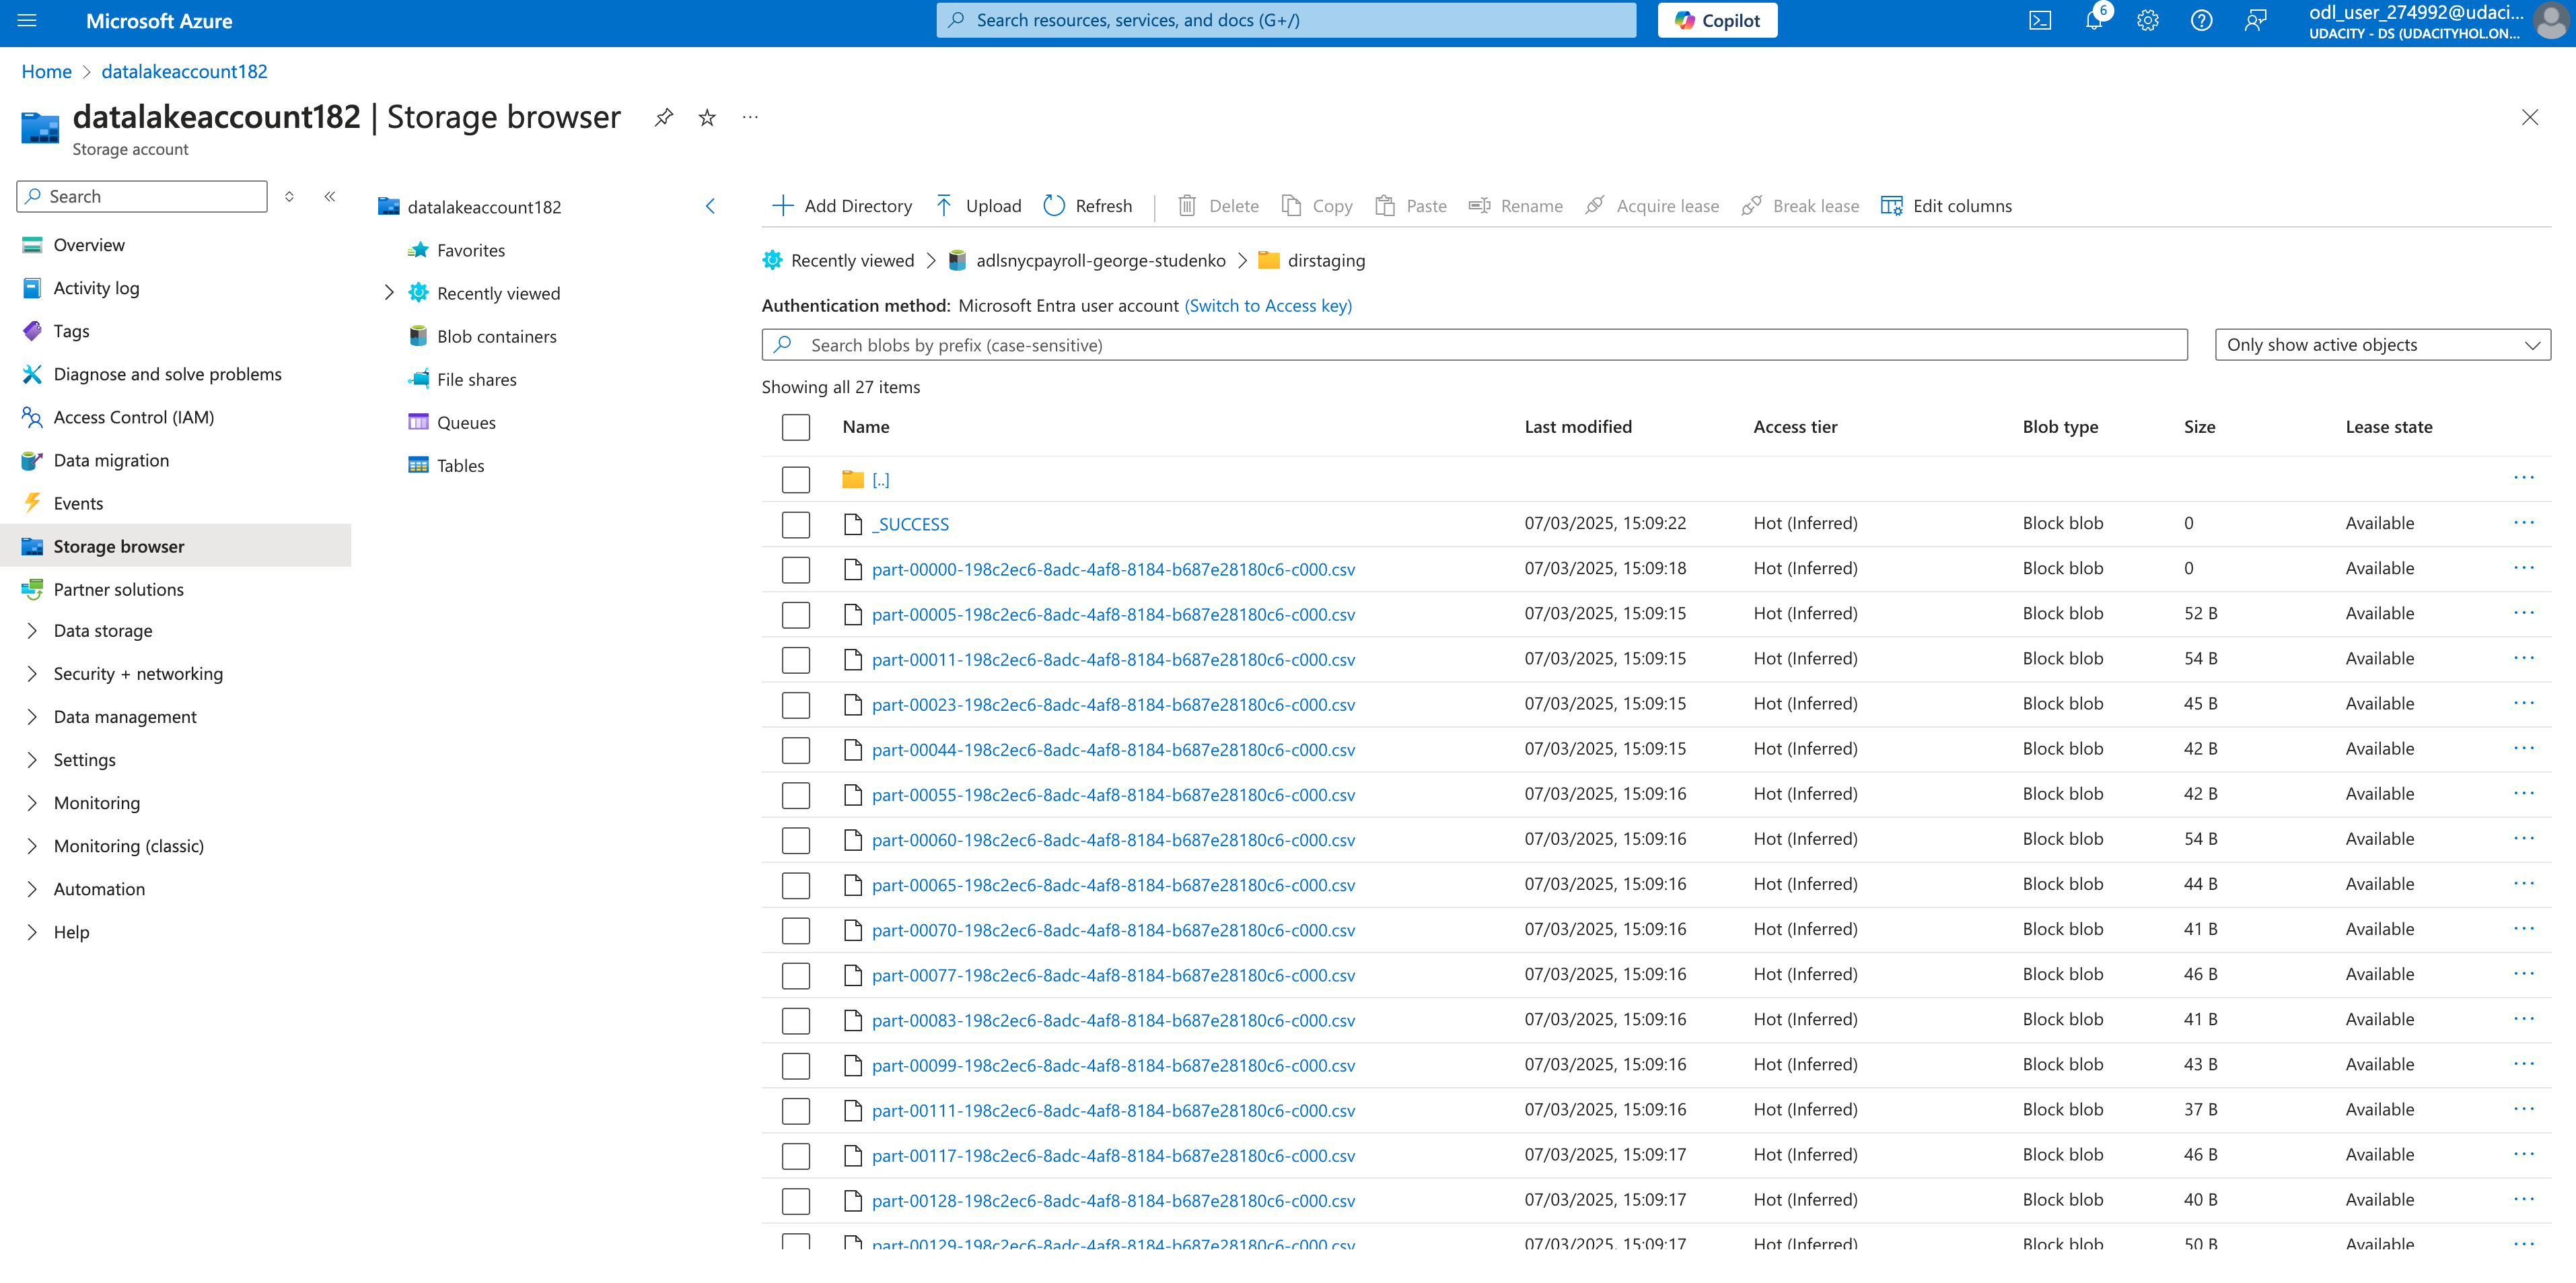 Microsoft Azure
Search resources, services, and docs (G+/)
Copilot
6
odl_user_274992@udaci...
UDACITY - DS (UDACITYHOL.ON...
Home > datalakeaccount182
datalakeaccount182 | Storage browser
Storage account
Search
Overview
Activity log
Tags
Diagnose and solve problems
Access Control (IAM)
Data migration
Events
Storage browser
Partner solutions
Data storage
Security + networking
Data management
Settings
Monitoring
Monitoring (classic)
Automation
Help
datalakeaccount182
Favorites
Recently viewed
Blob containers
File shares
Queues
Tables
Add Directory Upload Refresh Delete Copy Paste Rename Acquire lease Break lease Edit columns
Recently viewed > adlsnycpayroll-george-studenko > dirstaging
Authentication method: Microsoft Entra user account (Switch to Access key)
Search blobs by prefix (case-sensitive)
Only show active objects
Showing all 27 items
Name Last modified Access tier Blob type Size Lease state
[..]
_SUCCESS 07/03/2025, 15:09:22 Hot (Inferred) Block blob 0 Available
part-00000-198c2ec6-8adc-4af8-8184-b687e28180c6-c000.csv 07/03/2025, 15:09:18 Hot (Inferred) Block blob 0 Available
part-00005-198c2ec6-8adc-4af8-8184-b687e28180c6-c000.csv 07/03/2025, 15:09:15 Hot (Inferred) Block blob 52 B Available
part-00011-198c2ec6-8adc-4af8-8184-b687e28180c6-c000.csv 07/03/2025, 15:09:15 Hot (Inferred) Block blob 54 B Available
part-00023-198c2ec6-8adc-4af8-8184-b687e28180c6-c000.csv 07/03/2025, 15:09:15 Hot (Inferred) Block blob 45 B Available
part-00044-198c2ec6-8adc-4af8-8184-b687e28180c6-c000.csv 07/03/2025, 15:09:15 Hot (Inferred) Block blob 42 B Available
part-00055-198c2ec6-8adc-4af8-8184-b687e28180c6-c000.csv 07/03/2025, 15:09:16 Hot (Inferred) Block blob 42 B Available
part-00060-198c2ec6-8adc-4af8-8184-b687e28180c6-c000.csv 07/03/2025, 15:09:16 Hot (Inferred) Block blob 54 B Available
part-00065-198c2ec6-8adc-4af8-8184-b687e28180c6-c000.csv 07/03/2025, 15:09:16 Hot (Inferred) Block blob 44 B Available
part-00070-198c2ec6-8adc-4af8-8184-b687e28180c6-c000.csv 07/03/2025, 15:09:16 Hot (Inferred) Block blob 41 B Available
part-00077-198c2ec6-8adc-4af8-8184-b687e28180c6-c000.csv 07/03/2025, 15:09:16 Hot (Inferred) Block blob 46 B Available
part-00083-198c2ec6-8adc-4af8-8184-b687e28180c6-c000.csv 07/03/2025, 15:09:16 Hot (Inferred) Block blob 41 B Available
part-00099-198c2ec6-8adc-4af8-8184-b687e28180c6-c000.csv 07/03/2025, 15:09:16 Hot (Inferred) Block blob 43 B Available
part-00111-198c2ec6-8adc-4af8-8184-b687e28180c6-c000.csv 07/03/2025, 15:09:16 Hot (Inferred) Block blob 37 B Available
part-00117-198c2ec6-8adc-4af8-8184-b687e28180c6-c000.csv 07/03/2025, 15:09:17 Hot (Inferred) Block blob 46 B Available
part-00128-198c2ec6-8adc-4af8-8184-b687e28180c6-c000.csv 07/03/2025, 15:09:17 Hot (Inferred) Block blob 40 B Available
part-00129-198c2ec6-8adc-4af8-8184-b687e28180c6-c000.csv 07/03/2025, 15:09:17 Hot (Inferred) Block blob 50 B Available